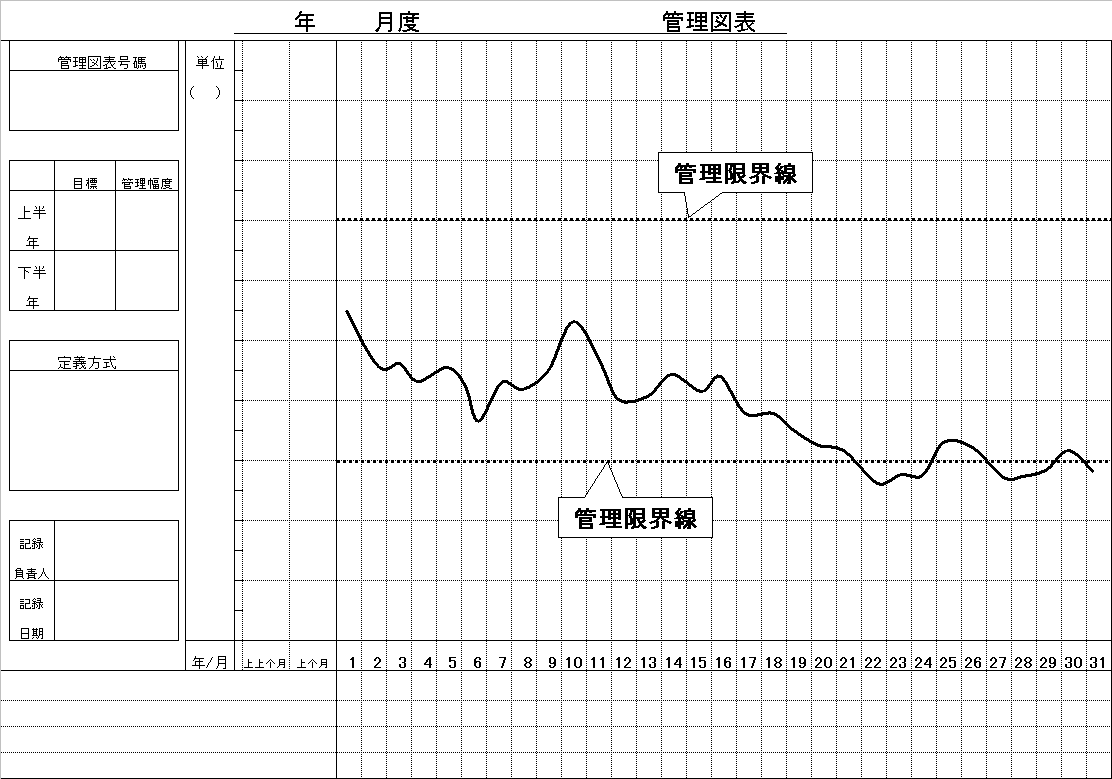 年 月度 管理図表
管理図表号碼
単位
( )
目標 管理幅度
上半
年
下半
年
定義方式
記録
負責人
記録
日期
管理限界線
管理限界線
年/月 上上个月 上个月 1 2 3 4 5 6 7 8 9 10 11 12 13 14 15 16 17 18 19 20 21 22 23 24 25 26 27 28 29 30 31